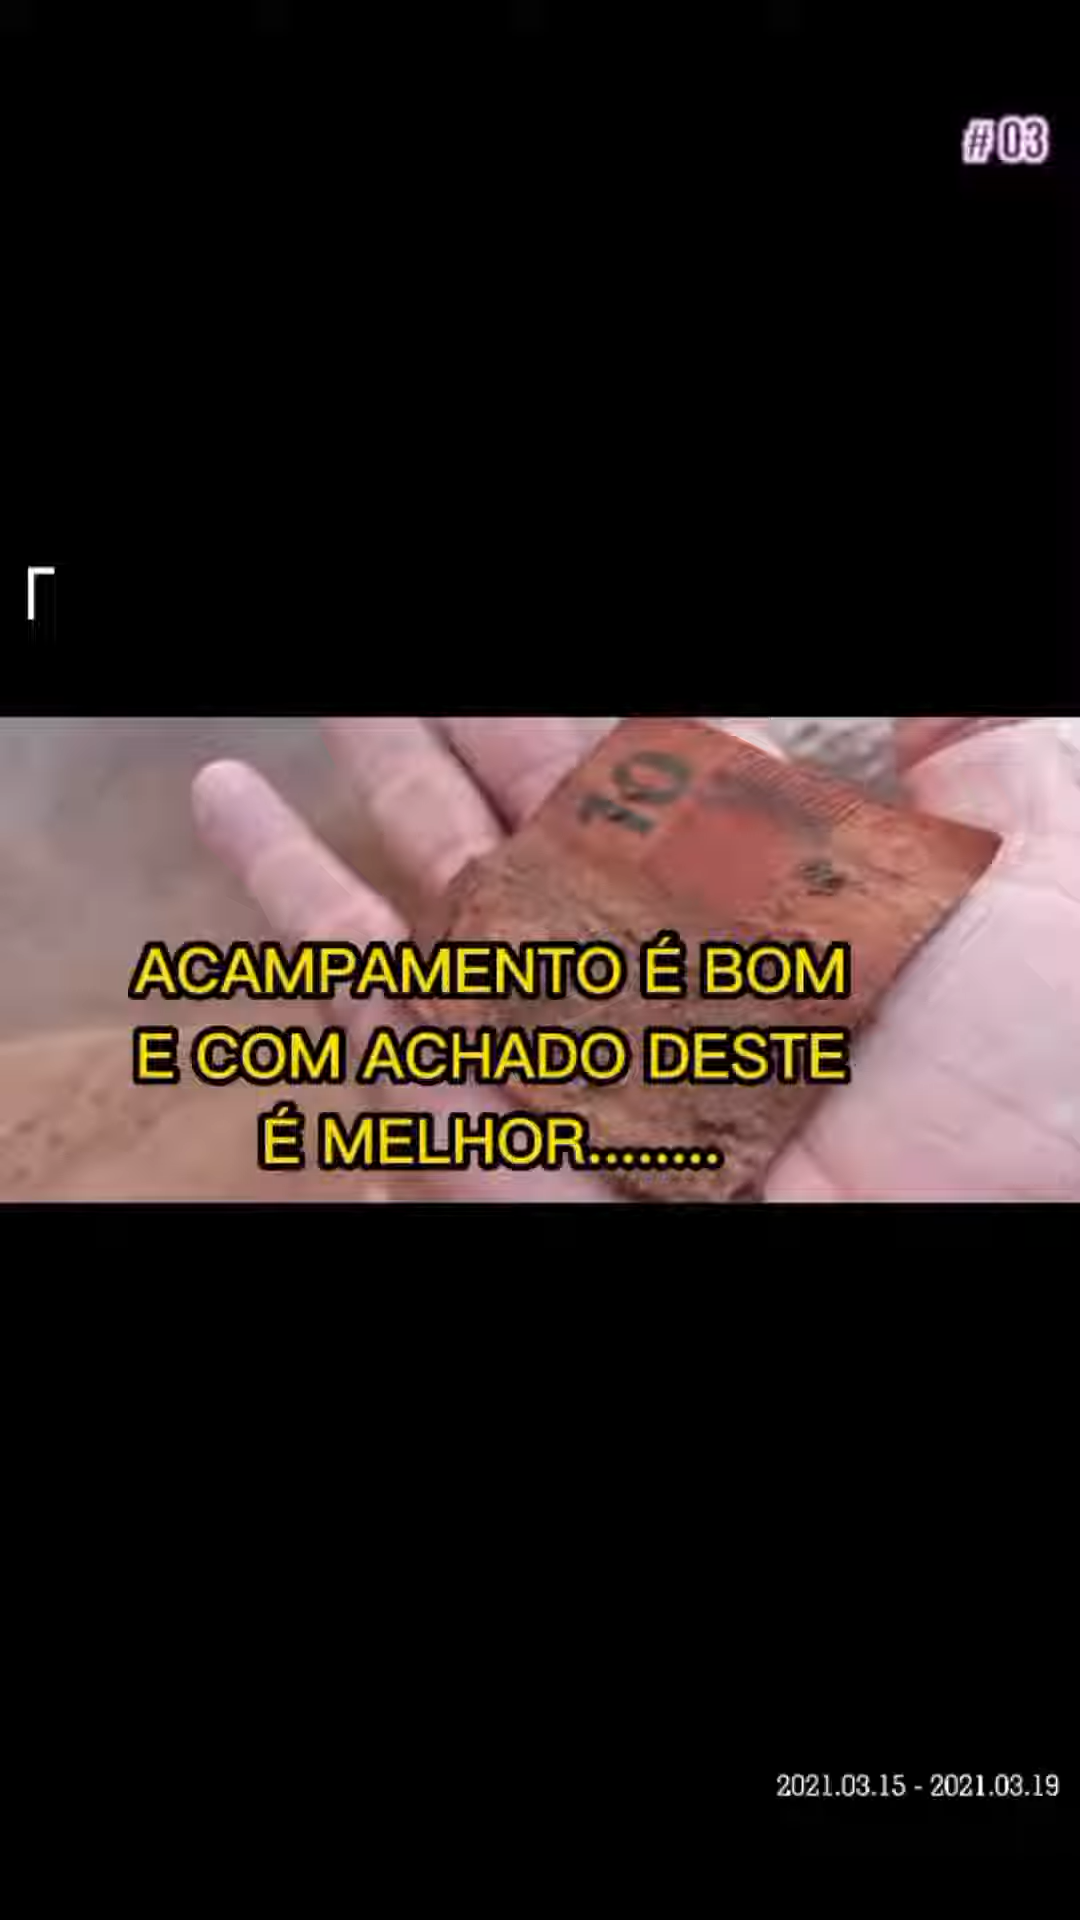 #03
10
ACAMPAMENTO É BOM
E COM ACHADO DESTE
É MELHOR........
2021.03.15 - 2021.03.19